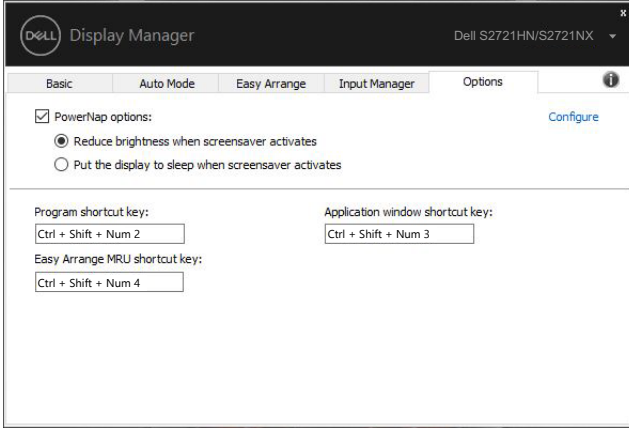 x
DELL Display Manager Dell S2721HN/S2721NX
Basic Auto Mode Easy Arrange Input Manager Options i
PowerNap options: Configure
Reduce brightness when screensaver activates
Put the display to sleep when screensaver activates
Program shortcut key: Application window shortcut key:
Ctrl + Shift + Num 2 Ctrl + Shift + Num 3
Easy Arrange MRU shortcut key:
Ctrl + Shift + Num 4